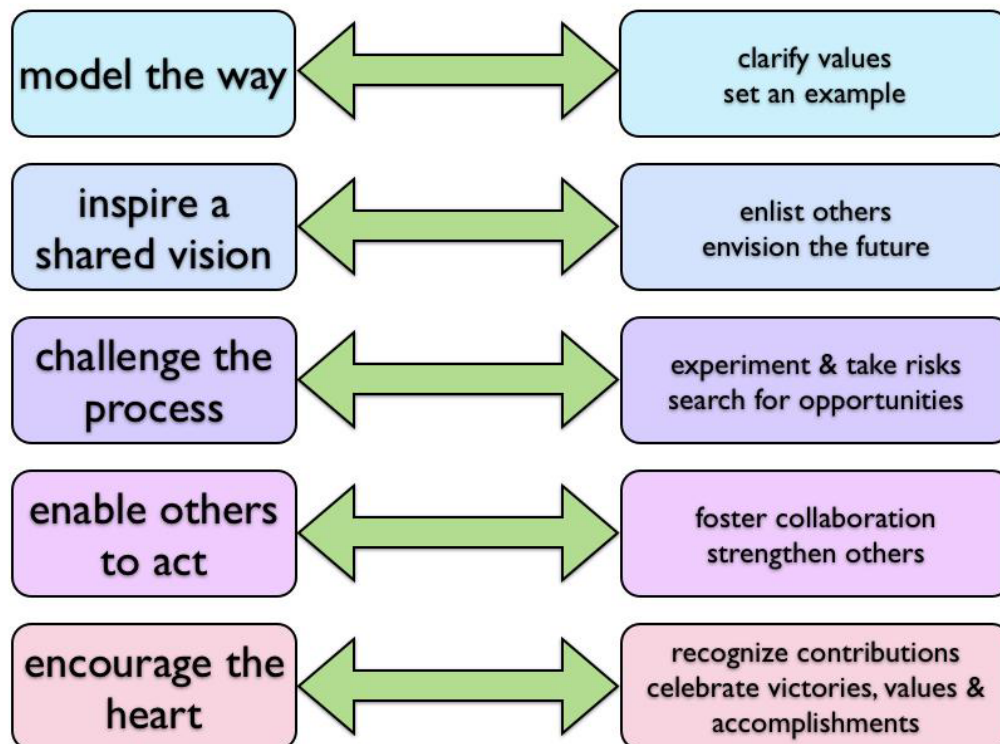 model the way
clarify values
set an example
inspire a
shared vision
enlist others
envision the future
challenge the
process
experiment & take risks
search for opportunities
enable others
to act
foster collaboration
strengthen others
encourage the
heart
recognize contributions
celebrate victories, values &
accomplishments